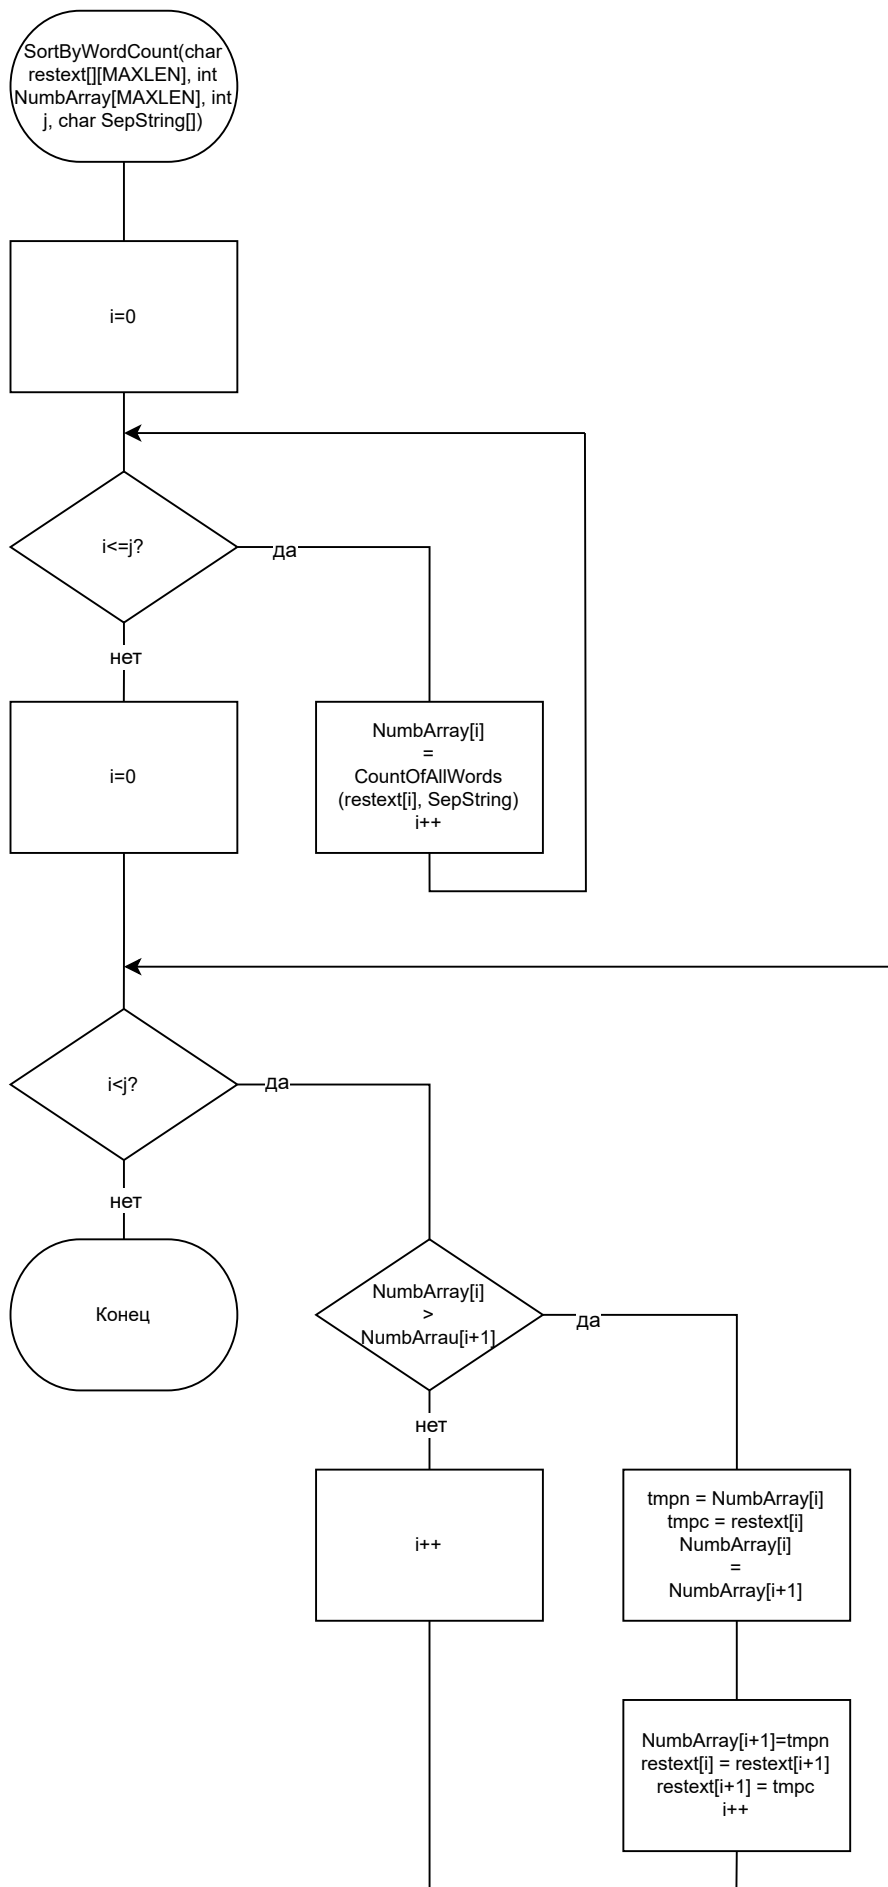 SortByWordCount(char
restext[][MAXLEN], int
NumbArray[MAXLEN], int
j, char SepString[])
i=0
i<=j?
да
нет
i=0
NumbArray[i]
=
CountOfAllWords
(restext[i], SepString)
i++
i<j?
да
нет
Конец
NumbArray[i]
>
NumbArrau[i+1]
да
нет
i++
tmpn = NumbArray[i]
tmpc = restext[i]
NumbArray[i]
=
NumbArray[i+1]
NumbArray[i+1]=tmpn
restext[i] = restext[i+1]
restext[i+1] = tmpc
i++